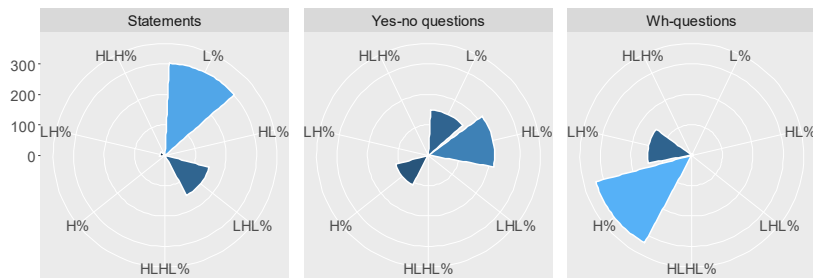 Statements
Yes-no questions
Wh-questions
300
200
100
0
HLH%
L%
LH%
HL%
H%
LHL%
HLHL%
HLH%
L%
LH%
HL%
H%
LHL%
HLHL%
HLH%
L%
LH%
HL%
H%
LHL%
HLHL%